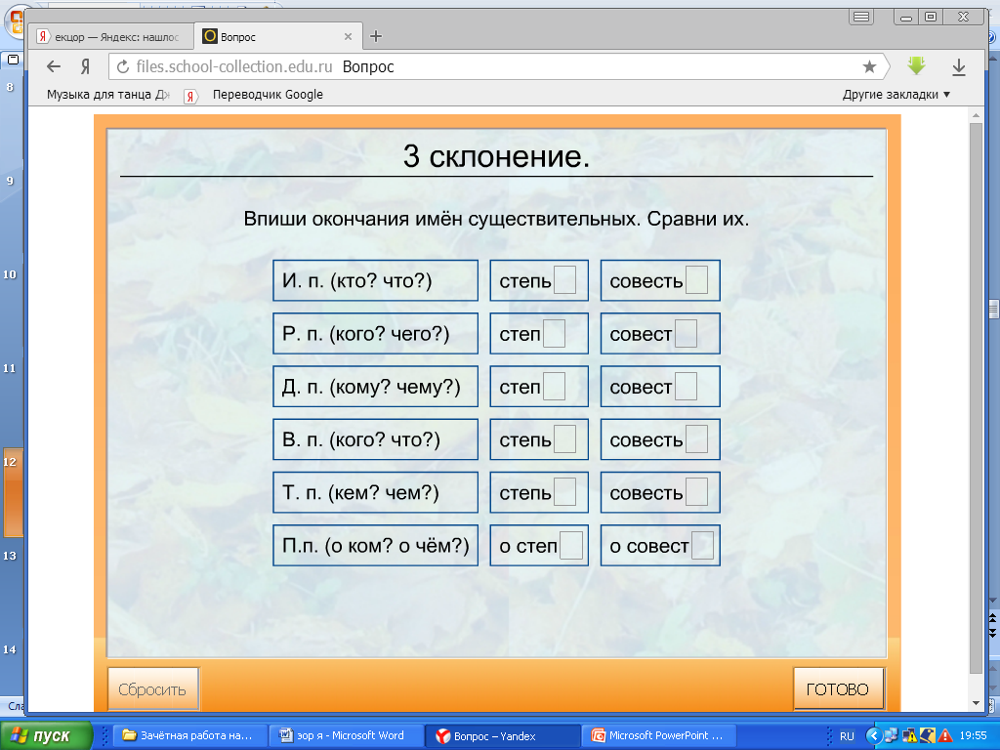 екцор — Яндекс: нашлос
Вопрос
files.school-collection.edu.ru Вопрос
Музыка для танца Дж
Переводчик Google
Другие закладки
3 склонение.
Впиши окончания имён существительных. Сравни их.
И. п. (кто? что?) степь совесть
Р. п. (кого? чего?) степ совест
Д. п. (кому? чему?) степ совест
В. п. (кого? что?) степь совесть
Т. п. (кем? чем?) степь совесть
П.п. (о ком? о чём?) о степ о совест
Сбросить
ГОТОВО
8
9
10
11
12
13
14
Сла
пуск
Зачётная работа на...
зор я - Microsoft Word
Вопрос – Yandex
Microsoft PowerPoint ...
RU
19:55